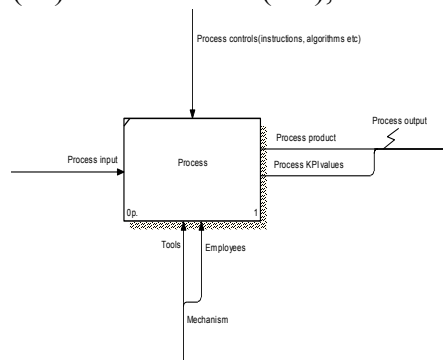 Process controls(instructions, algorithms etc)
Process output
Process product
Process input
Process
Process KPI values
0p.
1
Tools
Employees
Mechanism